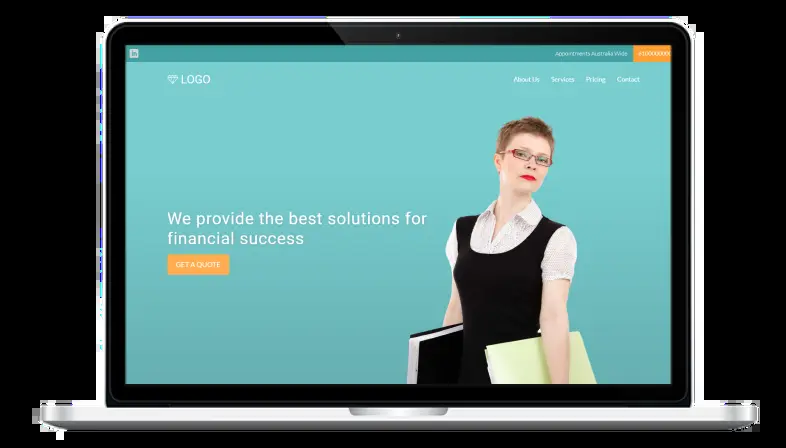 in
Appointments Australia Wide
LOGO
About Us Services Pricing Contact
We provide the best solutions for
financial success
GET A QUOTE